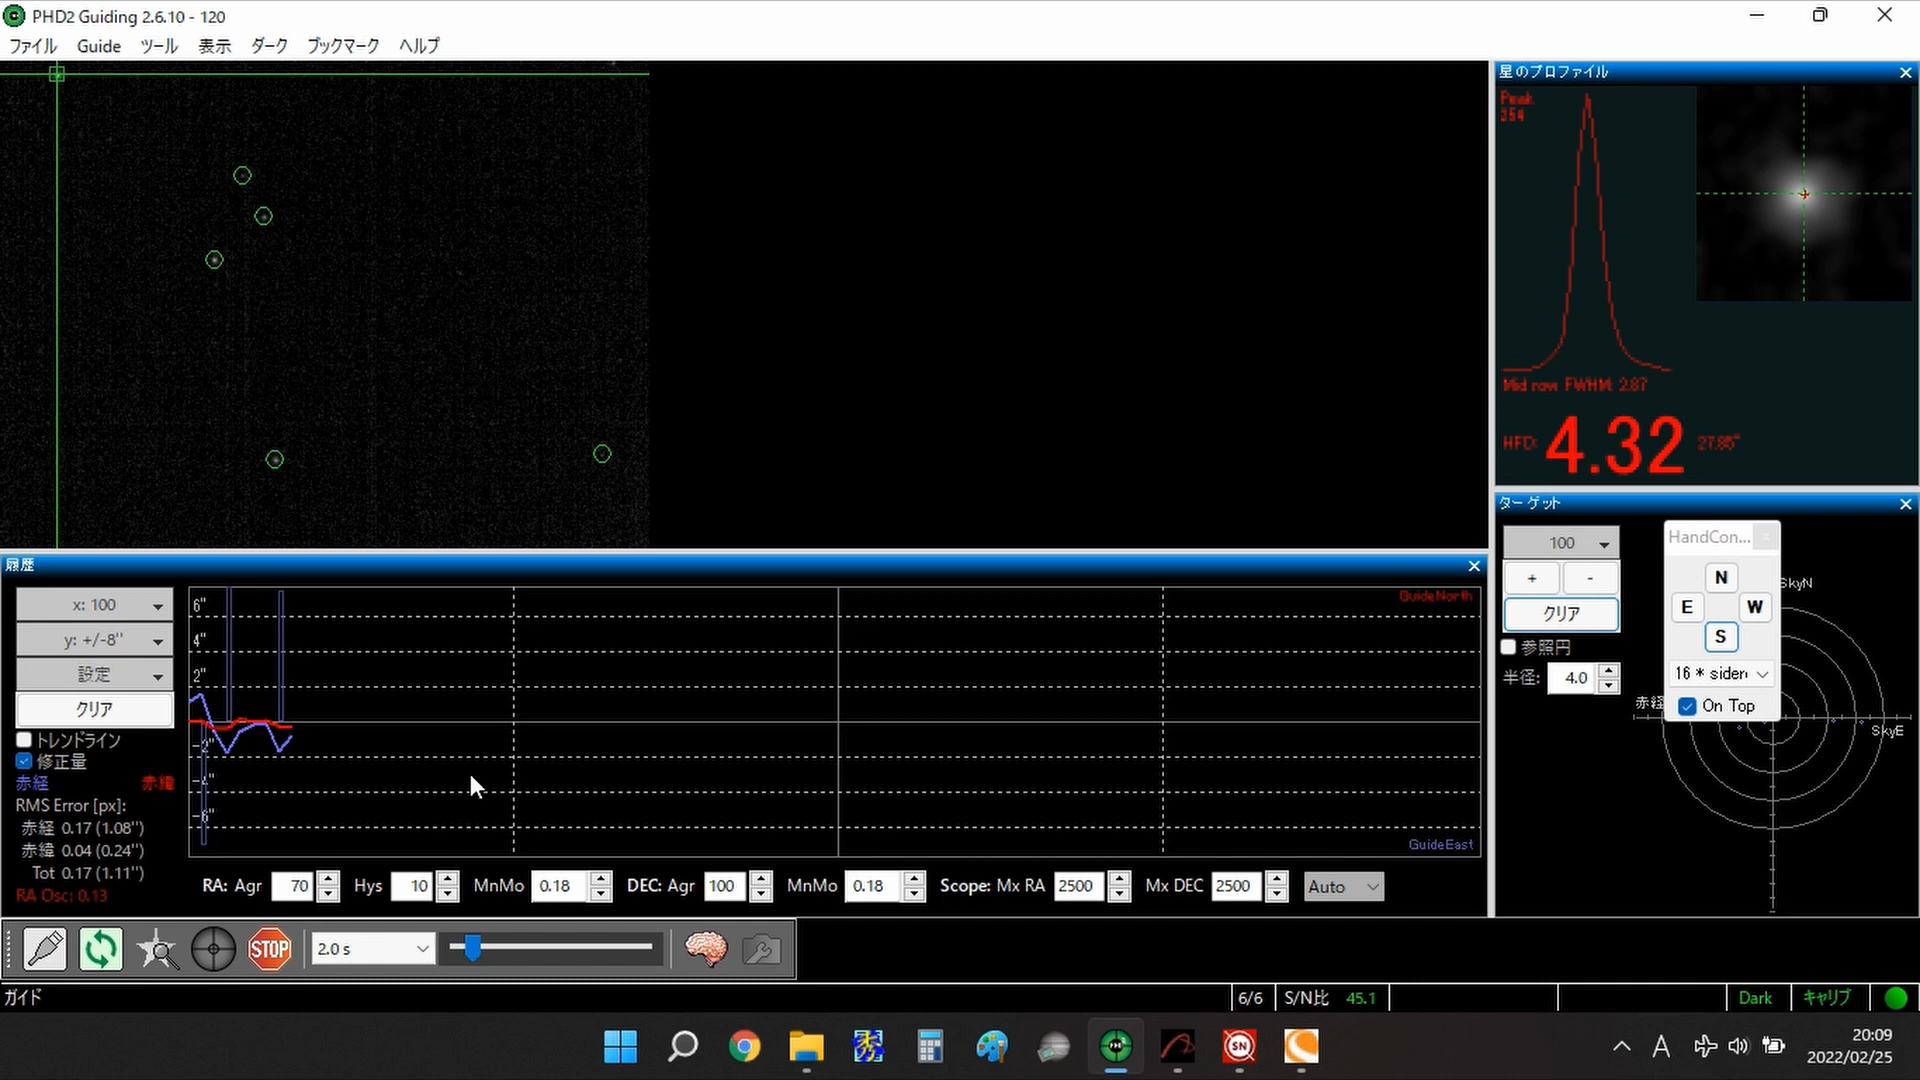 PHD2 Guiding 2.6.10 - 120
ファイル Guide ツール 表示 ダーク ブックマーク ヘルプ
星のプロファイル
Peak
354
Mid row FWHM: 2.87
HFD: 4.32 27.85"
ターゲット
100
+ -
クリア
参照円
半径: 4.0
HandCon...
N
E W
S
16 * sider
On Top
SkyN
赤経
SkyE
履歴
x: 100
y: +/-8"
設定
クリア
トレンドライン
修正量
赤経 赤緯
RMS Error [px]:
赤経 0.17 (1.08")
赤緯 0.04 (0.24")
Tot 0.17 (1.11")
RA Osc: 0.13
6"
4"
2"
-2"
-4"
-6"
GuideNorth
GuideEast
RA: Agr 70 Hys 10 MnMo 0.18 DEC: Agr 100 MnMo 0.18 Scope: Mx RA 2500 Mx DEC 2500 Auto
STOP 2.0 s
ガイド 6/6 S/N比 45.1 Dark キャリブ
秀 PHD SN
A
20:09
2022/02/25